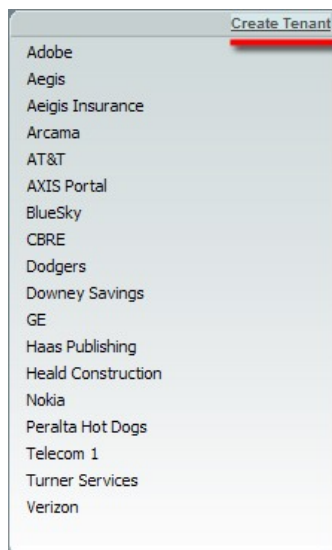 Create Tenant
Adobe
Aegis
Aeigis Insurance
Arcama
AT&T
AXIS Portal
BlueSky
CBRE
Dodgers
Downey Savings
GE
Haas Publishing
Heald Construction
Nokia
Peralta Hot Dogs
Telecom 1
Turner Services
Verizon